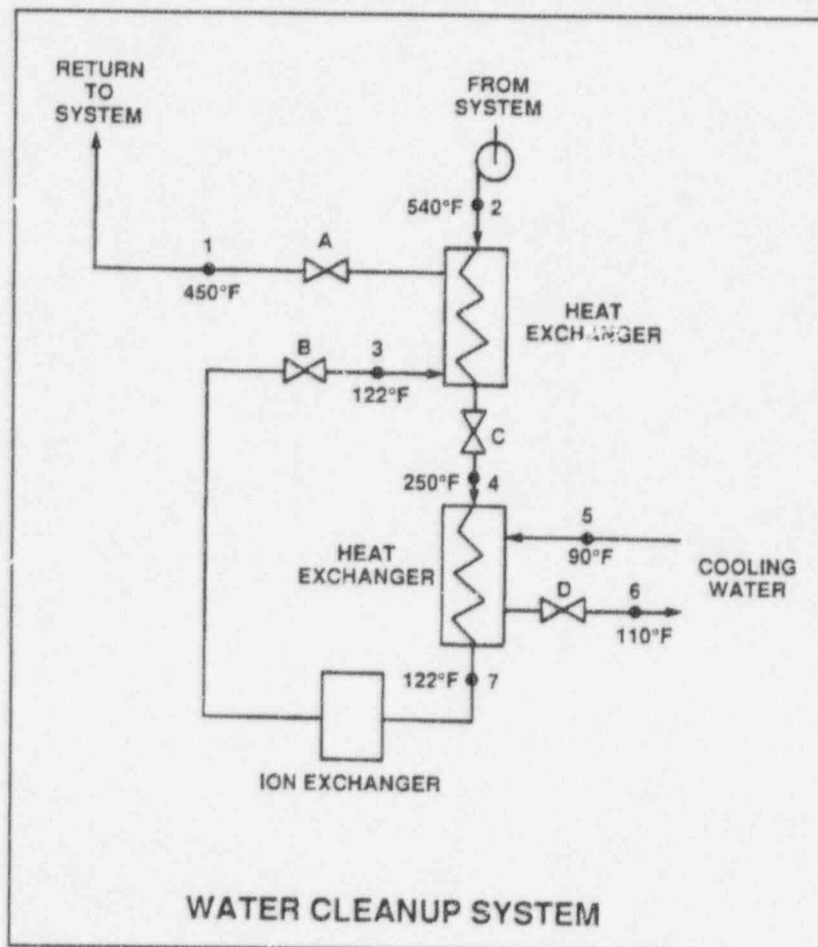 RETURN
TO
SYSTEM
FROM
SYSTEM
540°F 2
1
A
450°F
HEAT
EXCHANGER
B
3
122°F
C
250°F 4
5
90°F
HEAT
EXCHANGER
COOLING
WATER
D
6
110°F
122°F 7
ION EXCHANGER
WATER CLEANUP SYSTEM